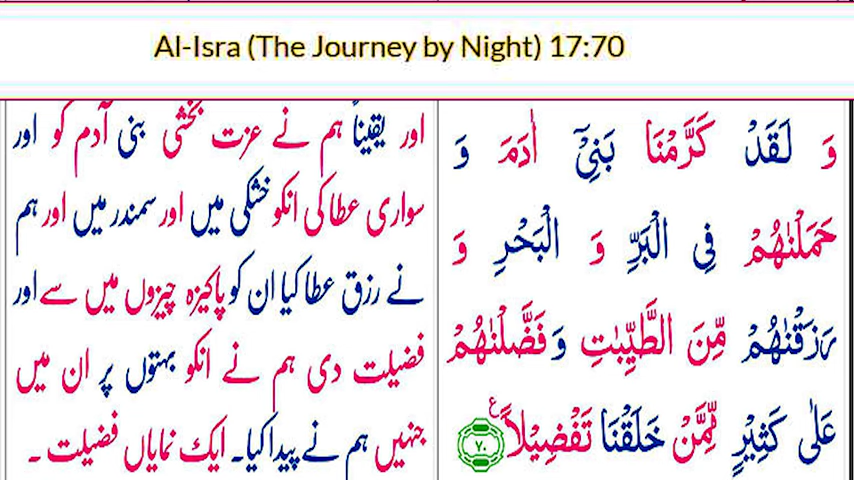 Al-Isra (The Journey by Night) 17:70
وَ لَقَدْ كَرَّمْنَا بَنِیْۤ اٰدَمَ وَ
حَمَلْنٰهُمْ فِی الْبَرِّ وَ الْبَحْرِ وَ
رَزَقْنٰهُمْ مِّنَ الطَّیِّبٰتِ وَ فَضَّلْنٰهُمْ
عَلٰی كَثِیْرٍ مِّمَّنْ خَلَقْنَا تَفْضِیْلًا۠ ع ۷۰
اور یقیناً ہم نے عزت بخشی بنی آدم کو اور
سواری عطا کی انکو خشکی میں اور سمندر میں اور ہم
نے رزق عطا کیا ان کو پاکیزہ چیزوں میں سے اور
فضیلت دی ہم نے انکو بہتوں پر ان میں
جنہیں ہم نے پیدا کیا۔ ایک نمایاں فضیلت ۔